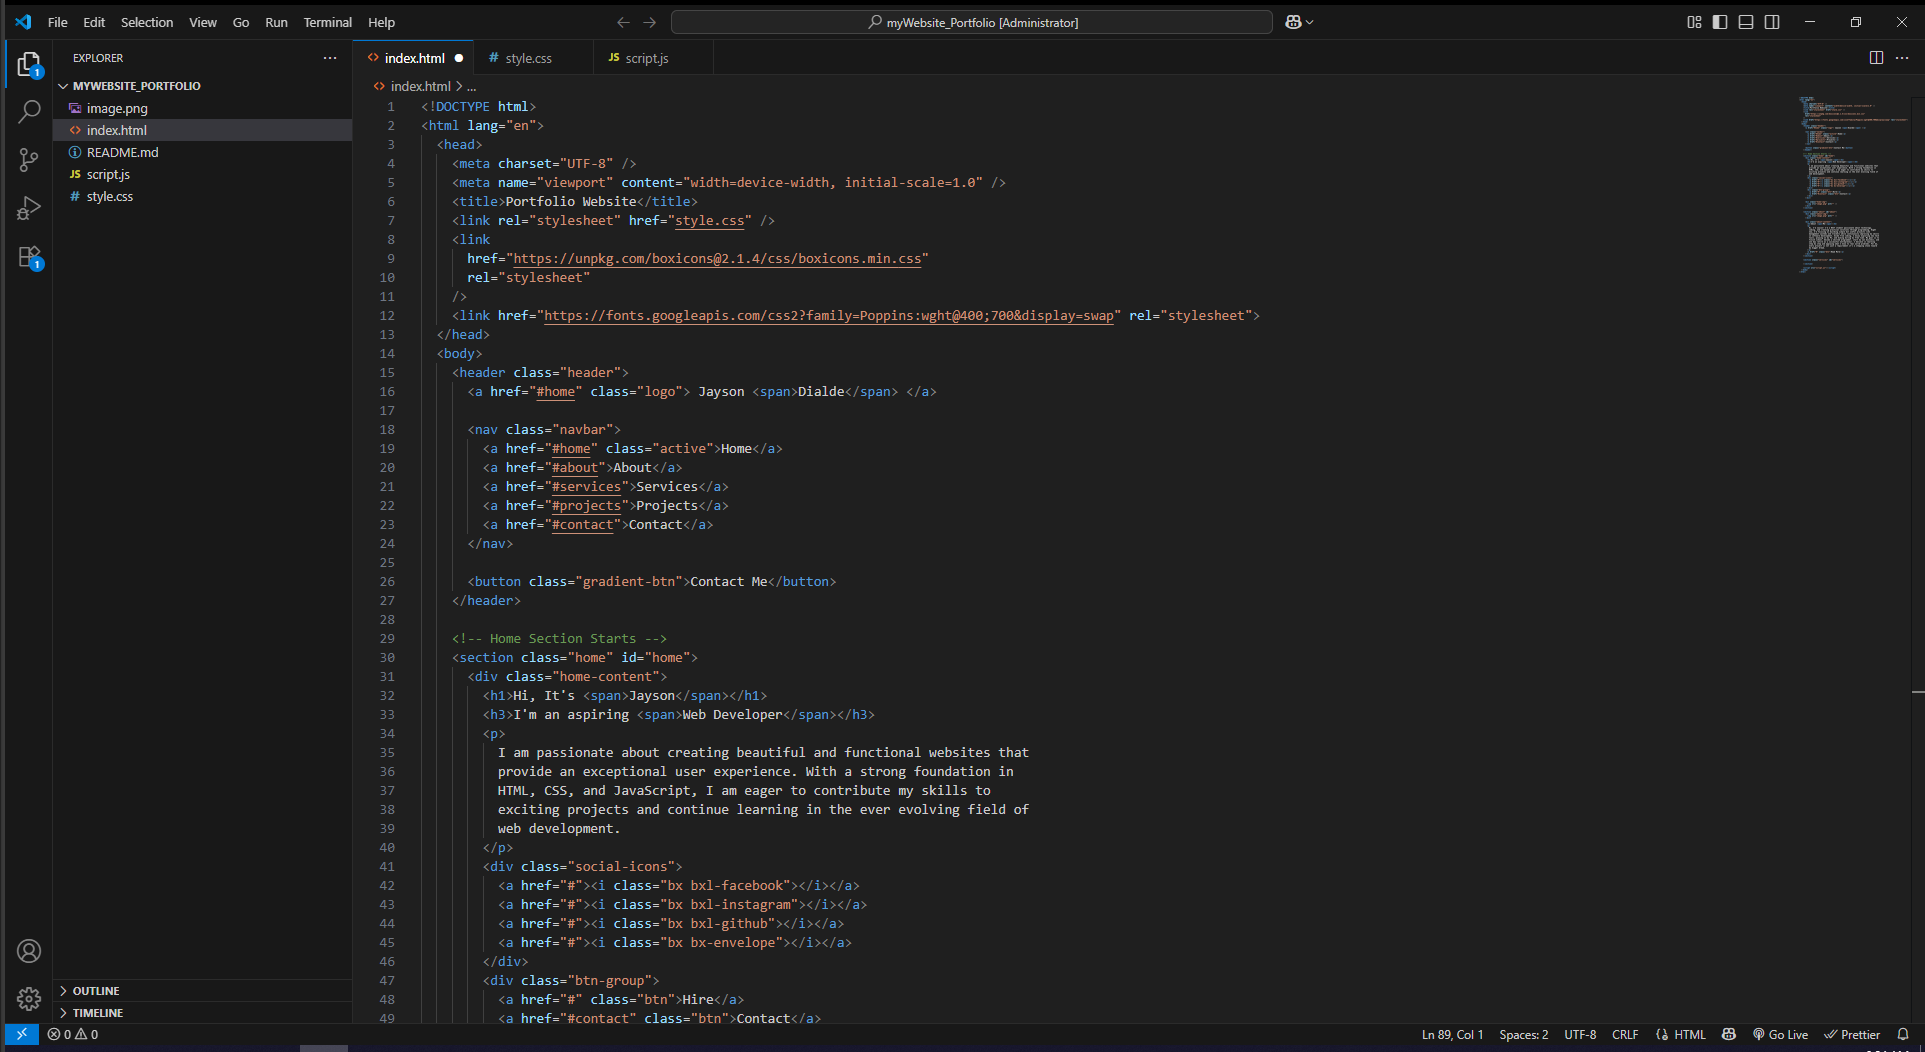 File Edit Selection View Go Run Terminal Help
myWebsite_Portfolio [Administrator]
EXPLORER
MYWEBSITE_PORTFOLIO
image.png
index.html
README.md
JS script.js
# style.css
OUTLINE
TIMELINE
1
1
<> index.html
# style.css
JS script.js
<> index.html > ...
1 <!DOCTYPE html>
2 <html lang="en">
3 <head>
4 <meta charset="UTF-8" />
5 <meta name="viewport" content="width=device-width, initial-scale=1.0" />
6 <title>Portfolio Website</title>
7 <link rel="stylesheet" href="style.css" />
8 <link
9 href="https://unpkg.com/boxicons@2.1.4/css/boxicons.min.css"
10 rel="stylesheet"
11 />
12 <link href="https://fonts.googleapis.com/css2?family=Poppins:wght@400;700&display=swap" rel="stylesheet">
13 </head>
14 <body>
15 <header class="header">
16 <a href="#home" class="logo"> Jayson <span>Dialde</span> </a>
17
18 <nav class="navbar">
19 <a href="#home" class="active">Home</a>
20 <a href="#about">About</a>
21 <a href="#services">Services</a>
22 <a href="#projects">Projects</a>
23 <a href="#contact">Contact</a>
24 </nav>
25
26 <button class="gradient-btn">Contact Me</button>
27 </header>
28
29 <!-- Home Section Starts -->
30 <section class="home" id="home">
31 <div class="home-content">
32 <h1>Hi, It's <span>Jayson</span></h1>
33 <h3>I'm an aspiring <span>Web Developer</span></h3>
34 <p>
35 I am passionate about creating beautiful and functional websites that
36 provide an exceptional user experience. With a strong foundation in
37 HTML, CSS, and JavaScript, I am eager to contribute my skills to
38 exciting projects and continue learning in the ever evolving field of
39 web development.
40 </p>
41 <div class="social-icons">
42 <a href="#"><i class="bx bxl-facebook"></i></a>
43 <a href="#"><i class="bx bxl-instagram"></i></a>
44 <a href="#"><i class="bx bxl-github"></i></a>
45 <a href="#"><i class="bx bx-envelope"></i></a>
46 </div>
47 <div class="btn-group">
48 <a href="#" class="btn">Hire</a>
49 <a href="#contact" class="btn">Contact</a>
0 0
Ln 89, Col 1 Spaces: 2 UTF-8 CRLF HTML Go Live Prettier